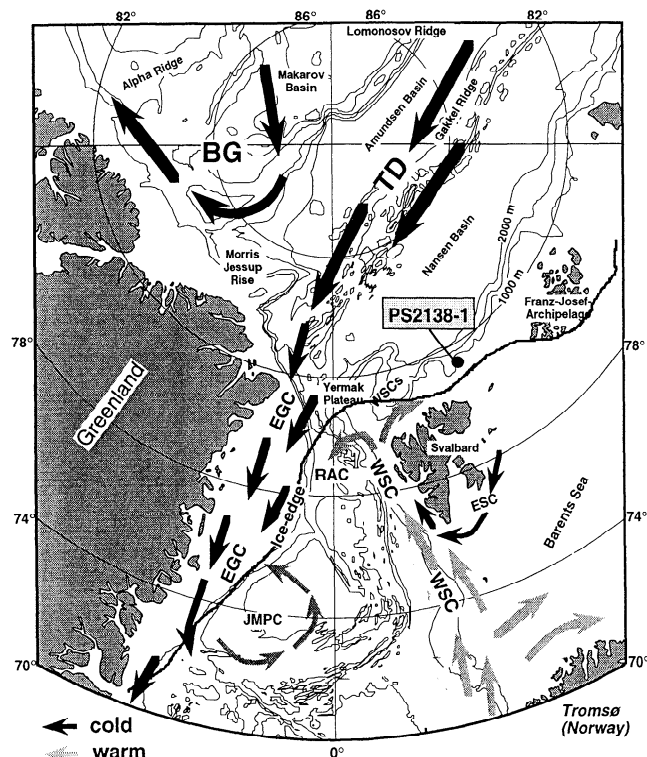 82° 86° 86° 82°
Lomonosov Ridge
Alpha Ridge
Makarov
Basin
Amundsen Basin
Gakkel Ridge
BG
TD
Nansen Basin
2000 m
1000 m
Morris
Jessup
Rise
Franz-Josef-
Archipelag
PS2138-1
78° 78°
Greenland
Yermak
Plateau
WSCs
EGC
Svalbard
RAC
WSC
ESC
Ice-edge
Barents Sea
74° 74°
EGC
WSC
JMPC
70° 70°
Tromsø
(Norway)
cold
warm
0°